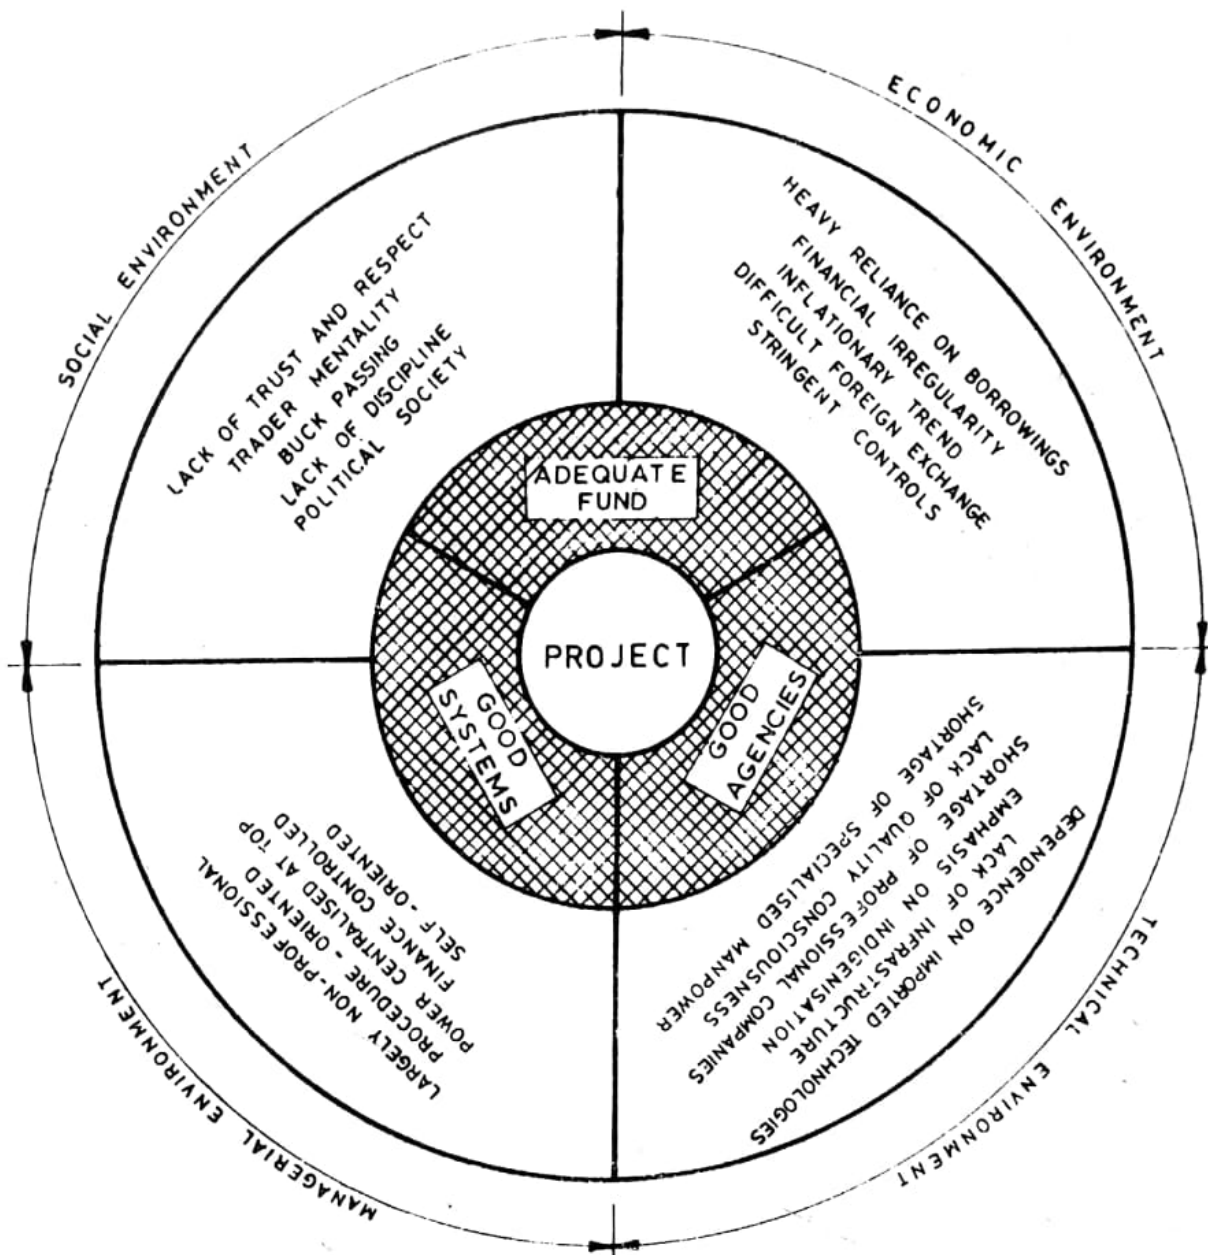 SOCIAL ENVIRONMENT
ECONOMIC ENVIRONMENT
LACK OF TRUST AND RESPECT
TRADER MENTALITY
BUCK PASSING
LACK OF DISCIPLINE
POLITICAL SOCIETY
HEAVY RELIANCE ON BORROWINGS
FINANCIAL IRREGULARITY
INFLATIONARY TREND
DIFFICULT FOREIGN EXCHANGE
STRINGENT CONTROLS
ADEQUATE
FUND
PROJECT
GOOD
SYSTEMS
GOOD
AGENCIES
LARGELY NON-PROFESSIONAL
PROCEDURE - ORIENTED
POWER CENTRALISED AT TOP
FINANCE CONTROLLED
SELF - ORIENTED
DEPENDENCE ON IMPORTED TECHNOLOGIES
LACK OF INFRASTRUCTURE
EMPHASIS ON INDIGENISATION
SHORTAGE OF PROFESSIONAL COMPANIES
LACK OF QUALITY CONSCIOUSNESS
SHORTAGE OF SPECIALISED MANPOWER
MANAGERIAL ENVIRONMENT
TECHNICAL ENVIRONMENT